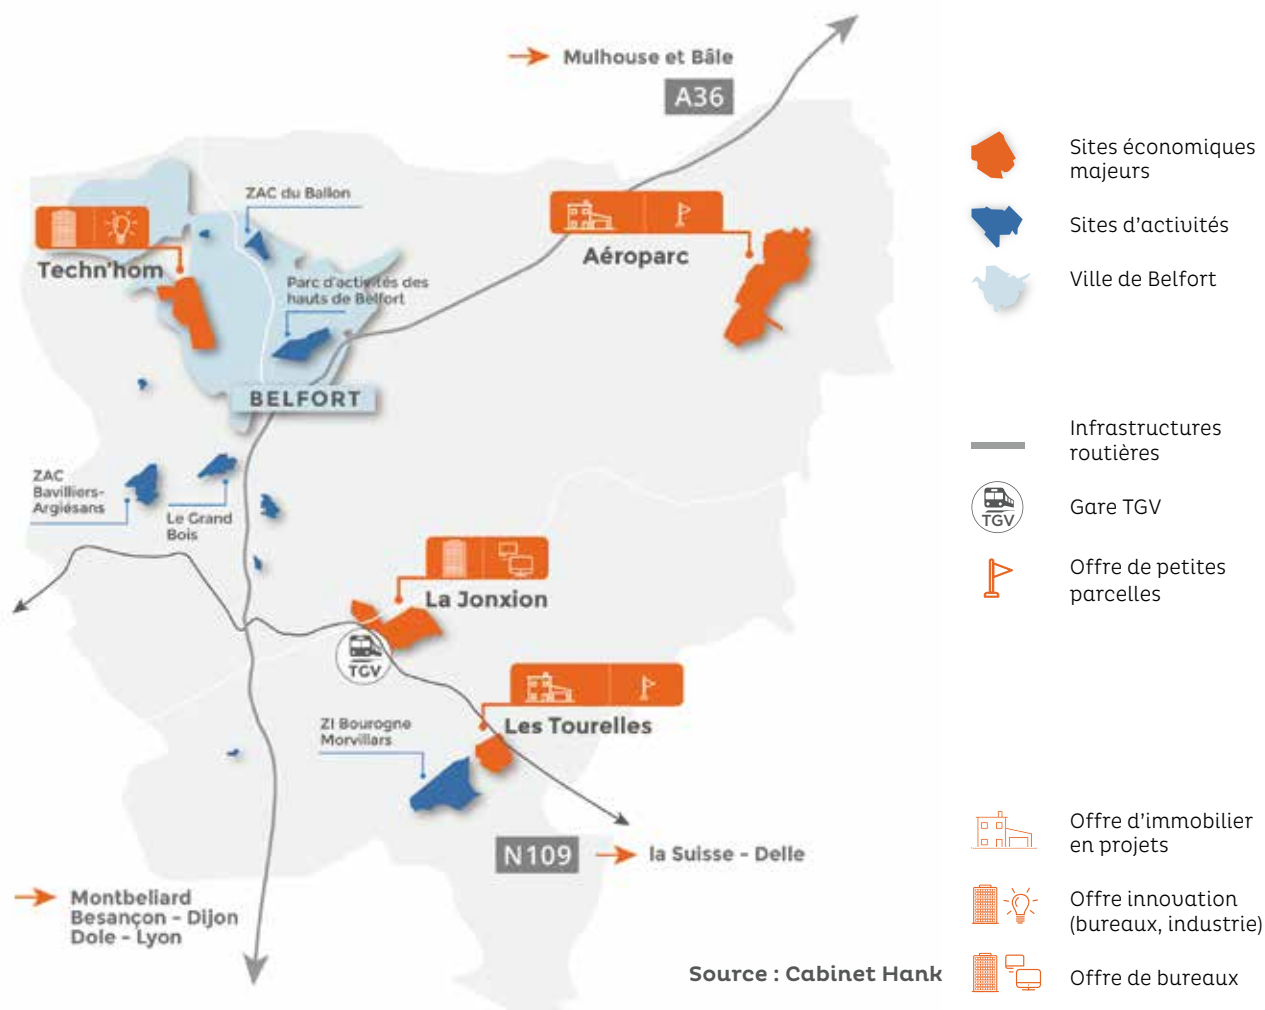 Mulhouse et Bâle
A36
ZAC du Ballon
Techn'hom
Aéroparc
Parc d'activités des
hauts de Belfort
BELFORT
ZAC
Bavilliers-
Argiésans
Le Grand
Bois
La Jonxion
TGV
Les Tourelles
ZI Bourogne
Morvillars
N109
la Suisse - Delle
Montbeliard
Besançon - Dijon
Dole - Lyon
Source : Cabinet Hank
Sites économiques
majeurs
Sites d'activités
Ville de Belfort
Infrastructures
routières
TGV
Gare TGV
Offre de petites
parcelles
Offre d'immobilier
en projets
Offre innovation
(bureaux, industrie)
Offre de bureaux